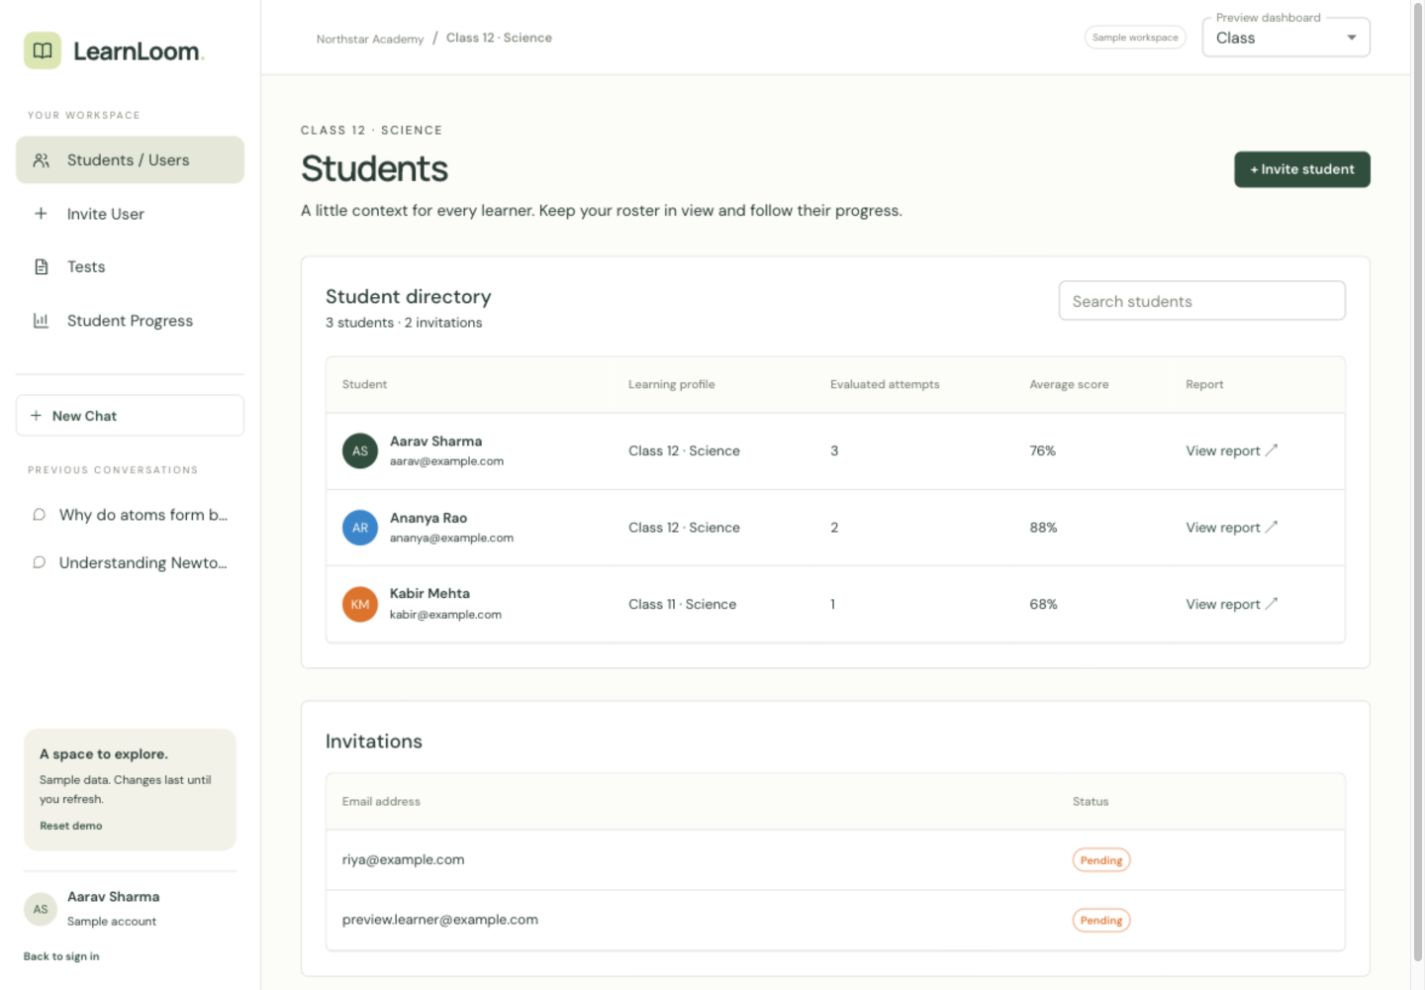 LearnLoom.
YOUR WORKSPACE
Students / Users
+ Invite User
Tests
Student Progress
+ New Chat
PREVIOUS CONVERSATIONS
Why do atoms form b...
Understanding Newto...
A space to explore.
Sample data. Changes last until
you refresh.
Reset demo
AS
Aarav Sharma
Sample account
Back to sign in
Northstar Academy / Class 12 · Science
Sample workspace
Preview dashboard
Class
CLASS 12 · SCIENCE
Students
+ Invite student
A little context for every learner. Keep your roster in view and follow their progress.
Student directory
3 students · 2 invitations
Search students
Student Learning profile Evaluated attempts Average score Report
AS Aarav Sharma Class 12 · Science 3 76% View report ↗
aarav@example.com
AR Ananya Rao Class 12 · Science 2 88% View report ↗
ananya@example.com
KM Kabir Mehta Class 11 · Science 1 68% View report ↗
kabir@example.com
Invitations
Email address Status
riya@example.com Pending
preview.learner@example.com Pending